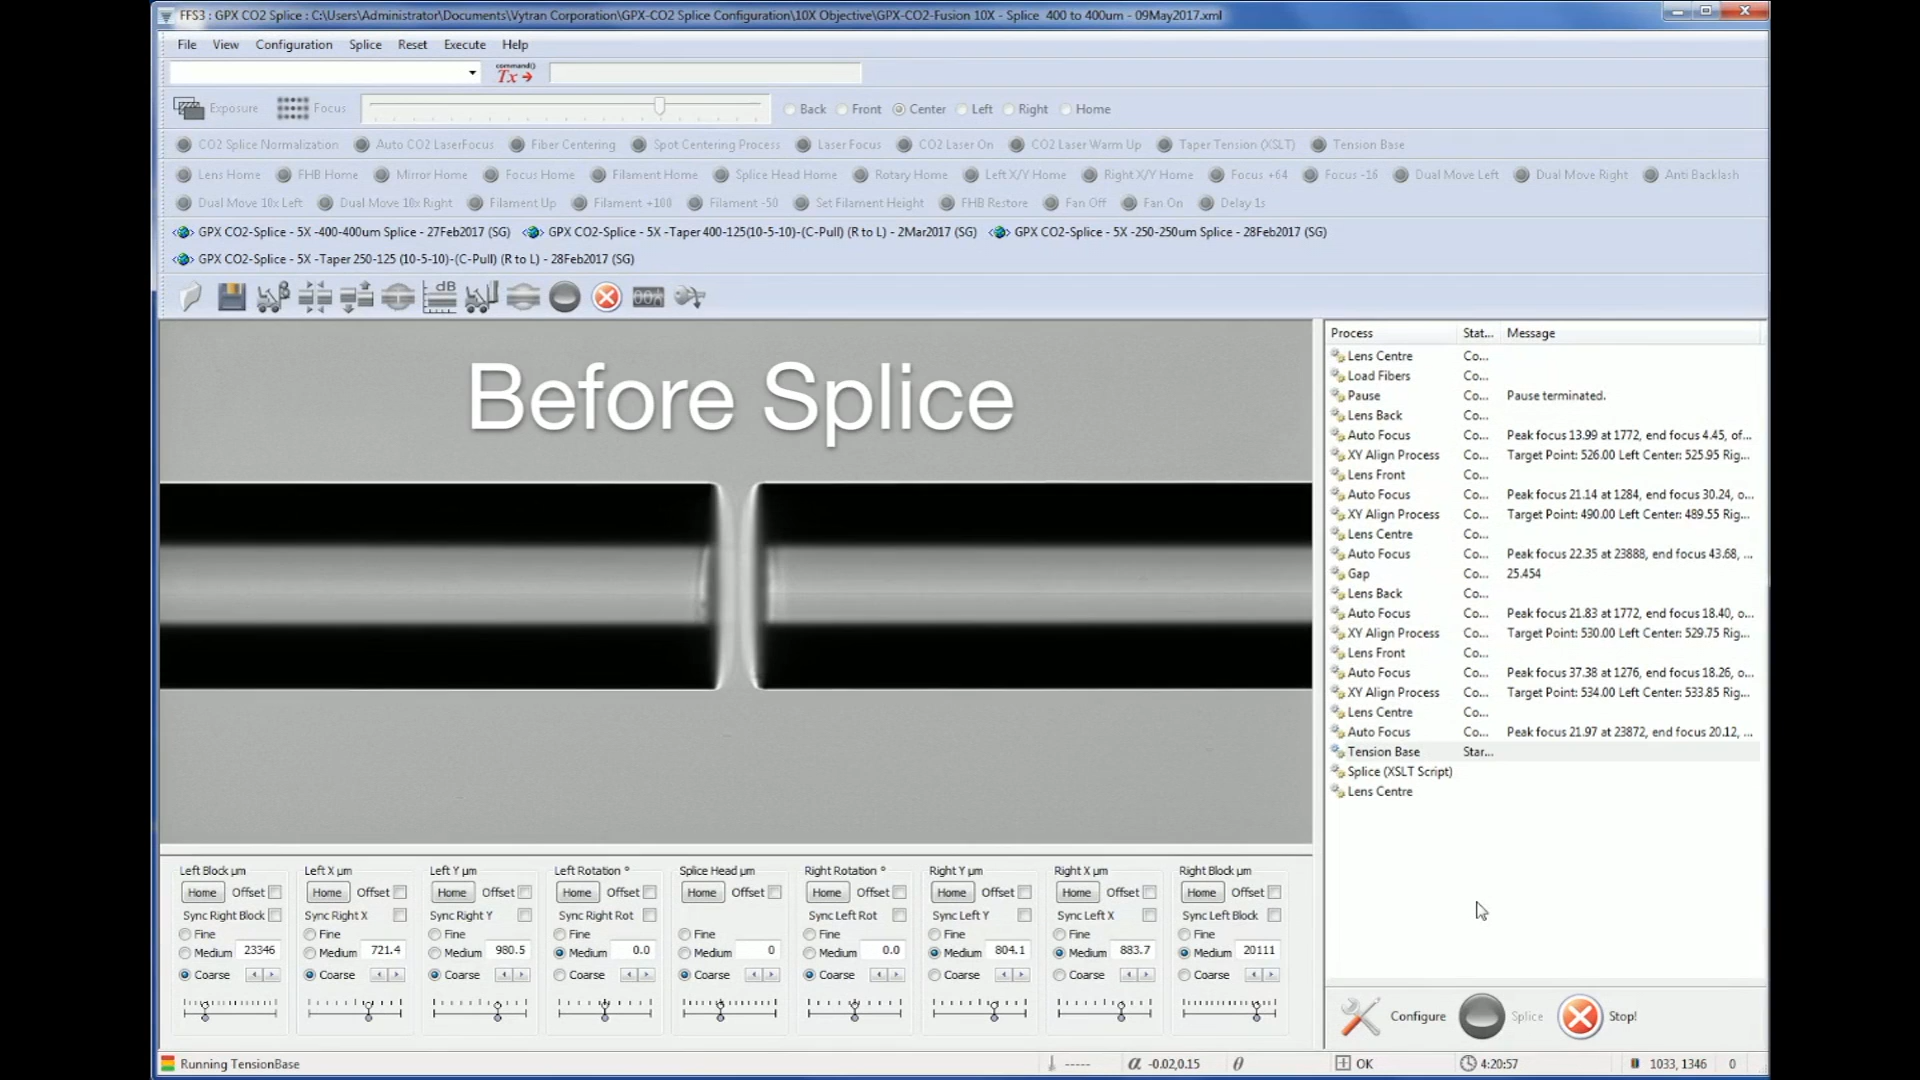 FFS3 : GPX CO2 Splice : C:\Users\Administrator\Documents\Vytran Corporation\GPX-CO2 Splice Configuration\10X Objective\GPX-CO2-Fusion 10X - Splice 400 to 400um - 09May2017.xml
File View Configuration Splice Reset Execute Help
command()
Tx
Exposure Focus Back Front Center Left Right Home
CO2 Splice Normalization Auto CO2 LaserFocus Fiber Centering Spot Centering Process Laser Focus CO2 Laser On CO2 Laser Warm Up Taper Tension (XSLT) Tension Base
Lens Home FHB Home Mirror Home Focus Home Filament Home Splice Head Home Rotary Home Left X/Y Home Right X/Y Home Focus +64 Focus -16 Dual Move Left Dual Move Right Anti Backlash
Dual Move 10x Left Dual Move 10x Right Filament Up Filament +100 Filament -50 Set Filament Height FHB Restore Fan Off Fan On Delay 1s
GPX CO2-Splice - 5X -400-400um Splice - 27Feb2017 (SG) GPX CO2-Splice - 5X -Taper 400-125(10-5-10)-(C-Pull) (R to L) - 2Mar2017 (SG) GPX CO2-Splice - 5X -250-250um Splice - 28Feb2017 (SG)
GPX CO2-Splice - 5X -Taper 250-125 (10-5-10)-(C-Pull) (R to L) - 28Feb2017 (SG)
dB
Before Splice
Process Stat... Message
Lens Centre Co...
Load Fibers Co...
Pause Co... Pause terminated.
Lens Back Co...
Auto Focus Co... Peak focus 13.99 at 1772, end focus 4.45, of...
XY Align Process Co... Target Point: 526.00 Left Center: 525.95 Rig...
Lens Front Co...
Auto Focus Co... Peak focus 21.14 at 1284, end focus 30.24, o...
XY Align Process Co... Target Point: 490.00 Left Center: 489.55 Rig...
Lens Centre Co...
Auto Focus Co... Peak focus 22.35 at 23888, end focus 43.68, ...
Gap Co... 25.454
Lens Back Co...
Auto Focus Co... Peak focus 21.83 at 1772, end focus 18.40, o...
XY Align Process Co... Target Point: 530.00 Left Center: 529.75 Rig...
Lens Front Co...
Auto Focus Co... Peak focus 37.38 at 1276, end focus 18.26, o...
XY Align Process Co... Target Point: 534.00 Left Center: 533.85 Rig...
Lens Centre Co...
Auto Focus Co... Peak focus 21.97 at 23872, end focus 20.12, ...
Tension Base Star...
Splice (XSLT Script)
Lens Centre
Left Block µm Left X µm Left Y µm Left Rotation ° Splice Head µm Right Rotation ° Right Y µm Right X µm Right Block µm
Home Offset Home Offset Home Offset Home Offset Home Offset Home Offset Home Offset Home Offset Home Offset
Sync Right Block Sync Right X Sync Right Y Sync Right Rot Sync Left Rot Sync Left Y Sync Left X Sync Left Block
Fine Fine Fine Fine Fine Fine Fine Fine Fine
Medium 23346 Medium 721.4 Medium 980.5 Medium 0.0 Medium 0 Medium 0.0 Medium 804.1 Medium 883.7 Medium 20111
Coarse Coarse Coarse Coarse Coarse Coarse Coarse Coarse Coarse
Configure Splice Stop!
Running TensionBase ----- α -0.02,0.15 θ OK 4:20:57 1033, 1346 0